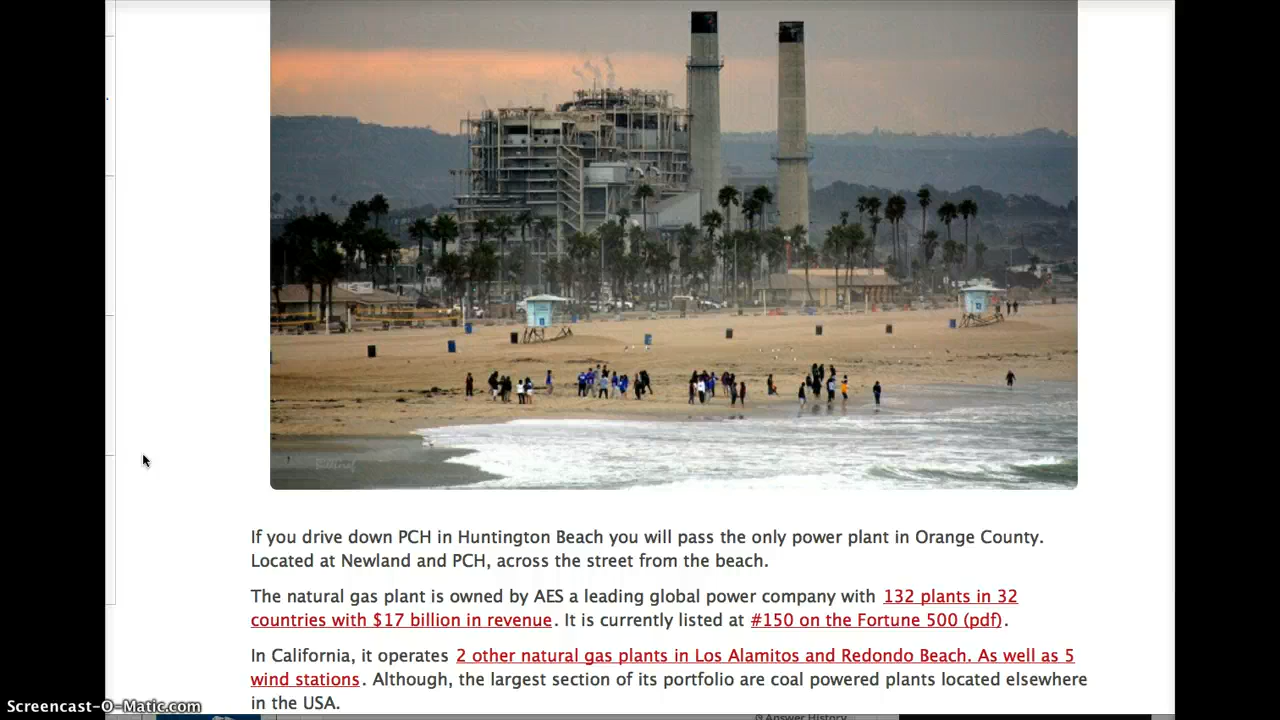 If you drive down PCH in Huntington Beach you will pass the only power plant in Orange County.
Located at Newland and PCH, across the street from the beach.
The natural gas plant is owned by AES a leading global power company with 132 plants in 32
countries with $17 billion in revenue. It is currently listed at #150 on the Fortune 500 (pdf).
In California, it operates 2 other natural gas plants in Los Alamitos and Redondo Beach. As well as 5
wind stations. Although, the largest section of its portfolio are coal powered plants located elsewhere
in the USA.
Screencast-O-Matic.com
Answer History